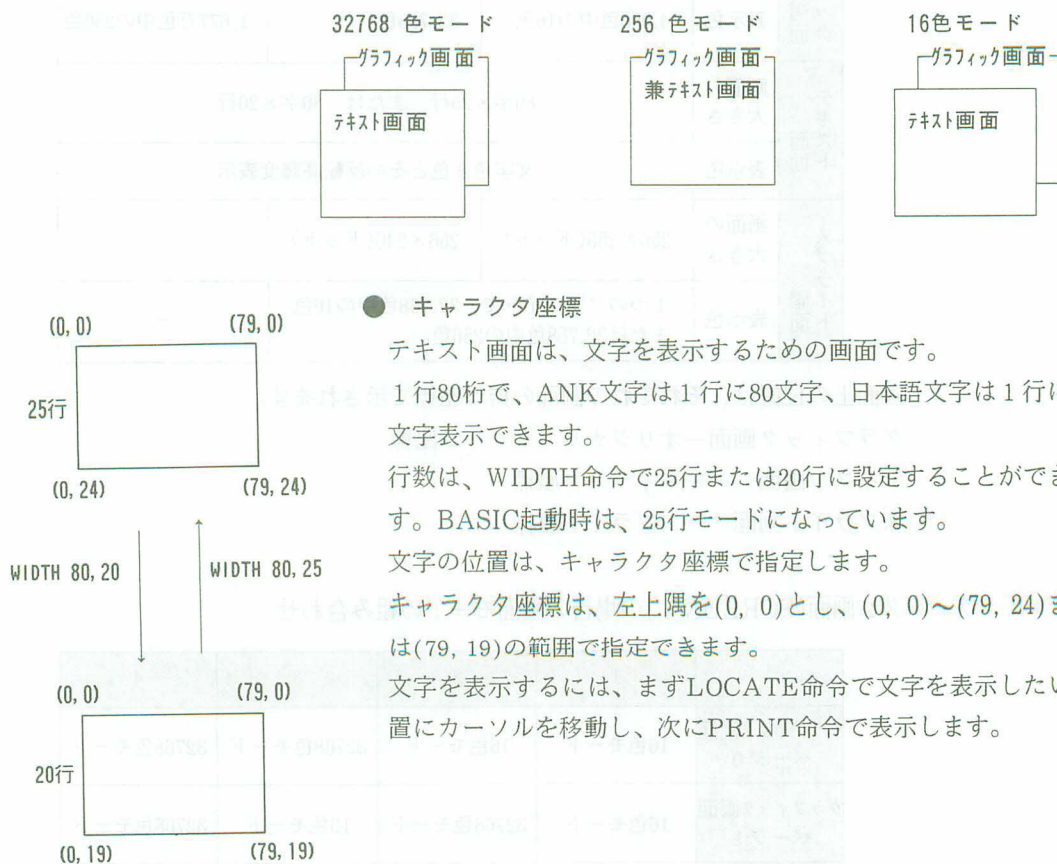 32768 色モード
256 色モード
16色モード
グラフィック画面
テキスト画面
グラフィック画面
兼テキスト画面
グラフィック画面
テキスト画面
● キャラクタ座標
テキスト画面は、文字を表示するための画面です。
1行80桁で、ANK文字は1行に80文字、日本語文字は1行に
文字表示できます。
行数は、WIDTH命令で25行または20行に設定することができま
す。BASIC起動時は、25行モードになっています。
文字の位置は、キャラクタ座標で指定します。
キャラクタ座標は、左上隅を(0, 0)とし、(0, 0)～(79, 24)ま
は(79, 19)の範囲で指定できます。
文字を表示するには、まずLOCATE命令で文字を表示したい
置にカーソルを移動し、次にPRINT命令で表示します。
(0, 0) (79, 0)
25行
(0, 24) (79, 24)
WIDTH 80, 20 WIDTH 80, 25
(0, 0) (79, 0)
20行
(0, 19) (79, 19)